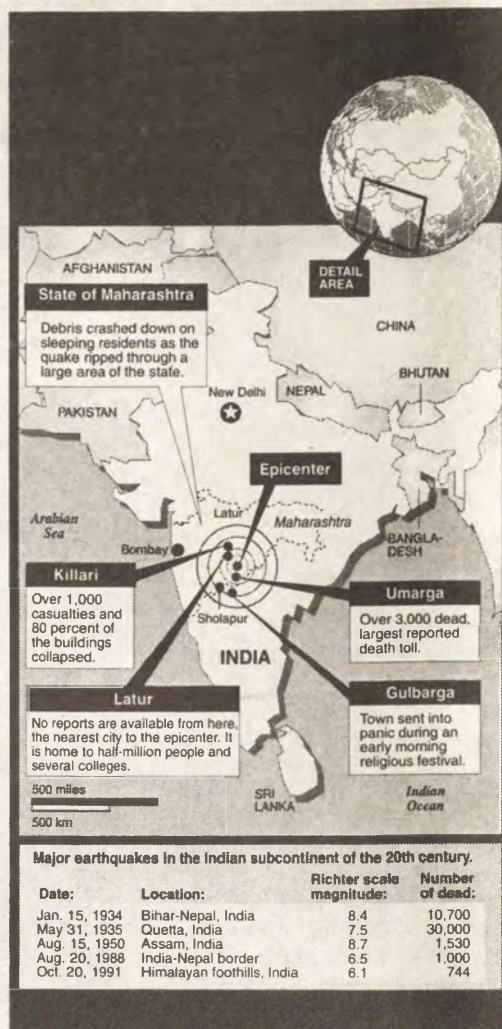 DETAIL
AREA
AFGHANISTAN
State of Maharashtra
Debris crashed down on
sleeping residents as the
quake ripped through a
large area of the state.
CHINA
BHUTAN
New Delhi
NEPAL
PAKISTAN
Epicenter
Latur
Maharashtra
Arabian
Sea
Bombay
BANGLA-
DESH
Killari
Over 1,000
casualties and
80 percent of
the buildings
collapsed.
Umarga
Over 3,000 dead,
largest reported
death toll.
Sholapur
INDIA
Latur
No reports are available from here,
the nearest city to the epicenter. It
is home to half-million people and
several colleges.
Gulbarga
Town sent into
panic during an
early morning
religious festival.
500 miles
500 km
SRI
LANKA
Indian
Ocean
Major earthquakes in the Indian subcontinent of the 20th century.
Date: Location: Richter scale magnitude: Number of dead:
Jan. 15, 1934 Bihar-Nepal, India 8.4 10,700
May 31, 1935 Quetta, India 7.5 30,000
Aug. 15, 1950 Assam, India 8.7 1,530
Aug. 20, 1988 India-Nepal border 6.5 1,000
Oct. 20, 1991 Himalayan foothills, India 6.1 744